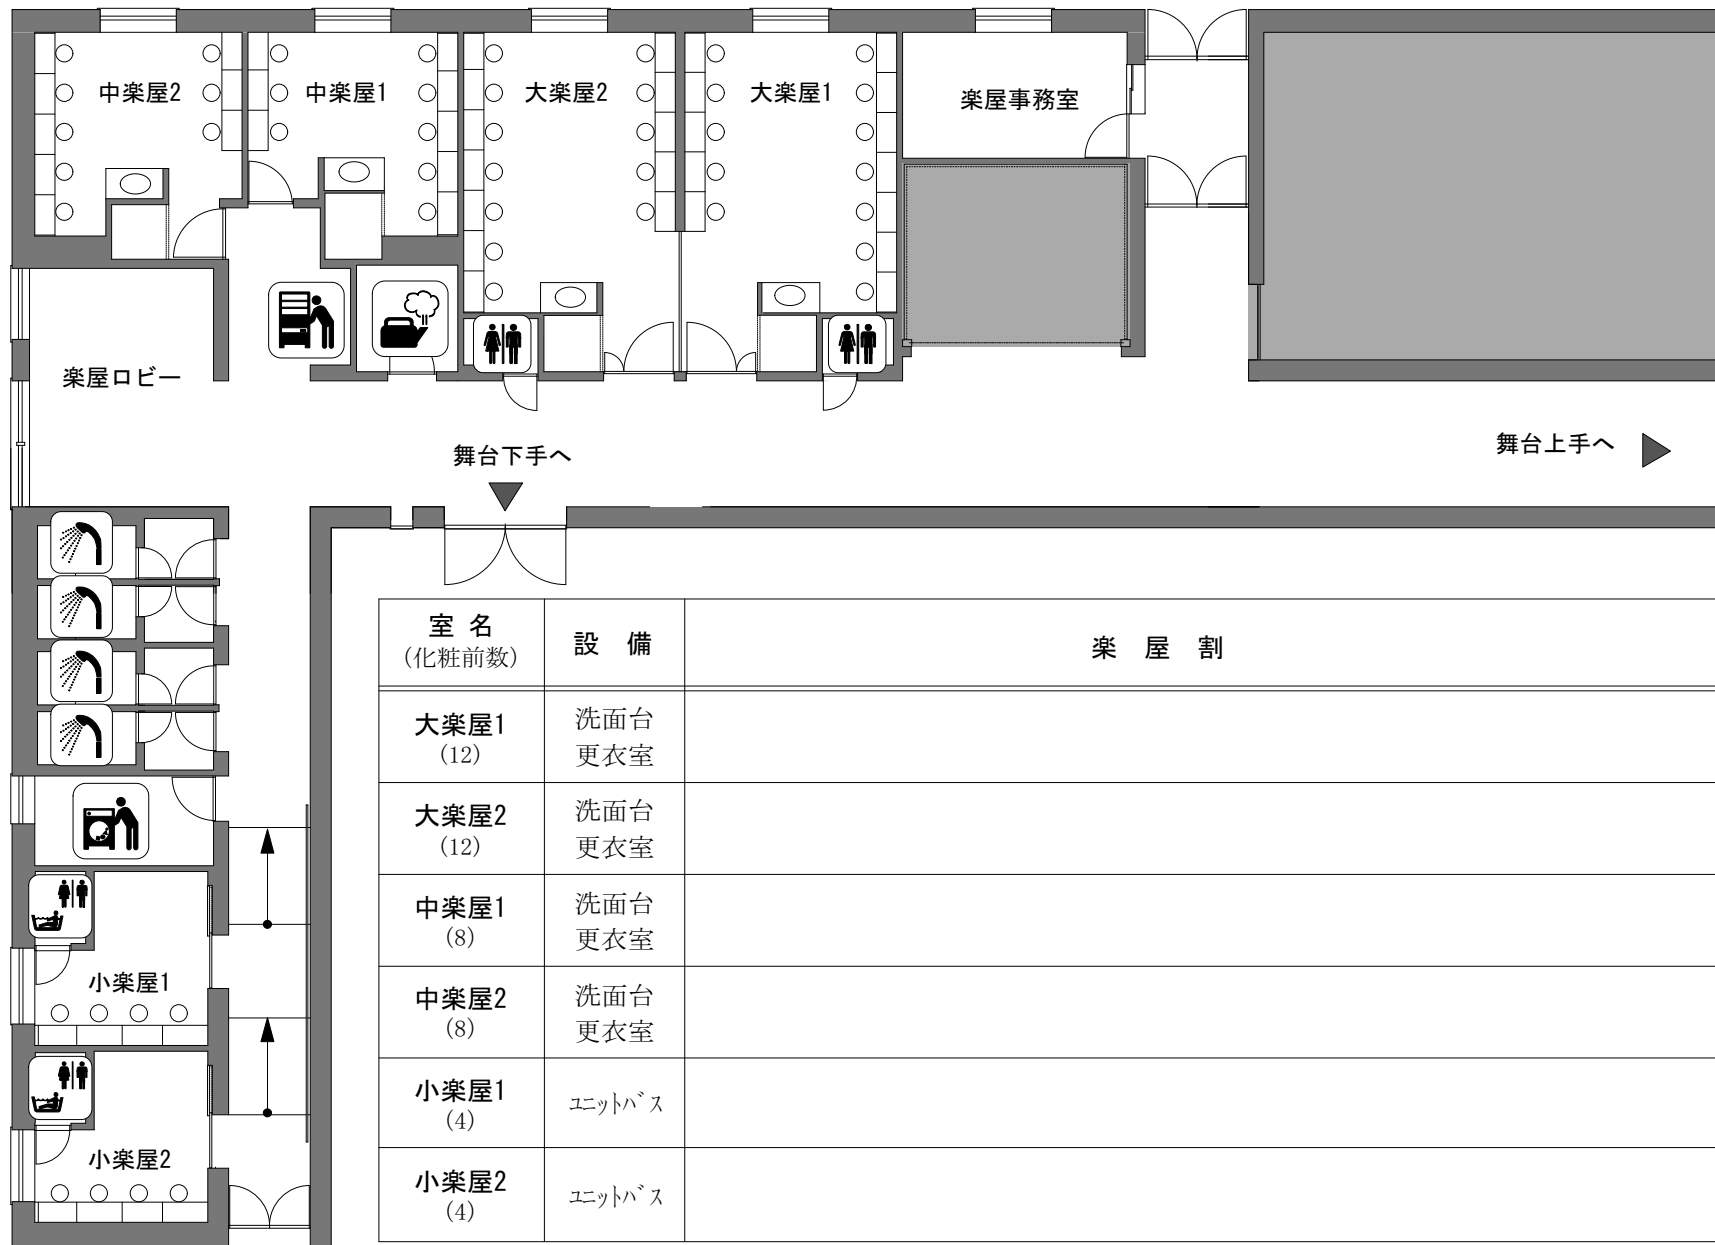 中楽屋2
中楽屋1
大楽屋2
大楽屋1
楽屋事務室
楽屋ロビー
舞台下手へ
舞台上手へ
室 名
(化粧前数)
設 備
楽 屋 割
大楽屋1
(12)
洗面台
更衣室
大楽屋2
(12)
洗面台
更衣室
中楽屋1
(8)
洗面台
更衣室
中楽屋2
(8)
洗面台
更衣室
小楽屋1
(4)
ﾕﾆｯﾄﾊﾞｽ
小楽屋2
(4)
ﾕﾆｯﾄﾊﾞｽ
小楽屋1
小楽屋2